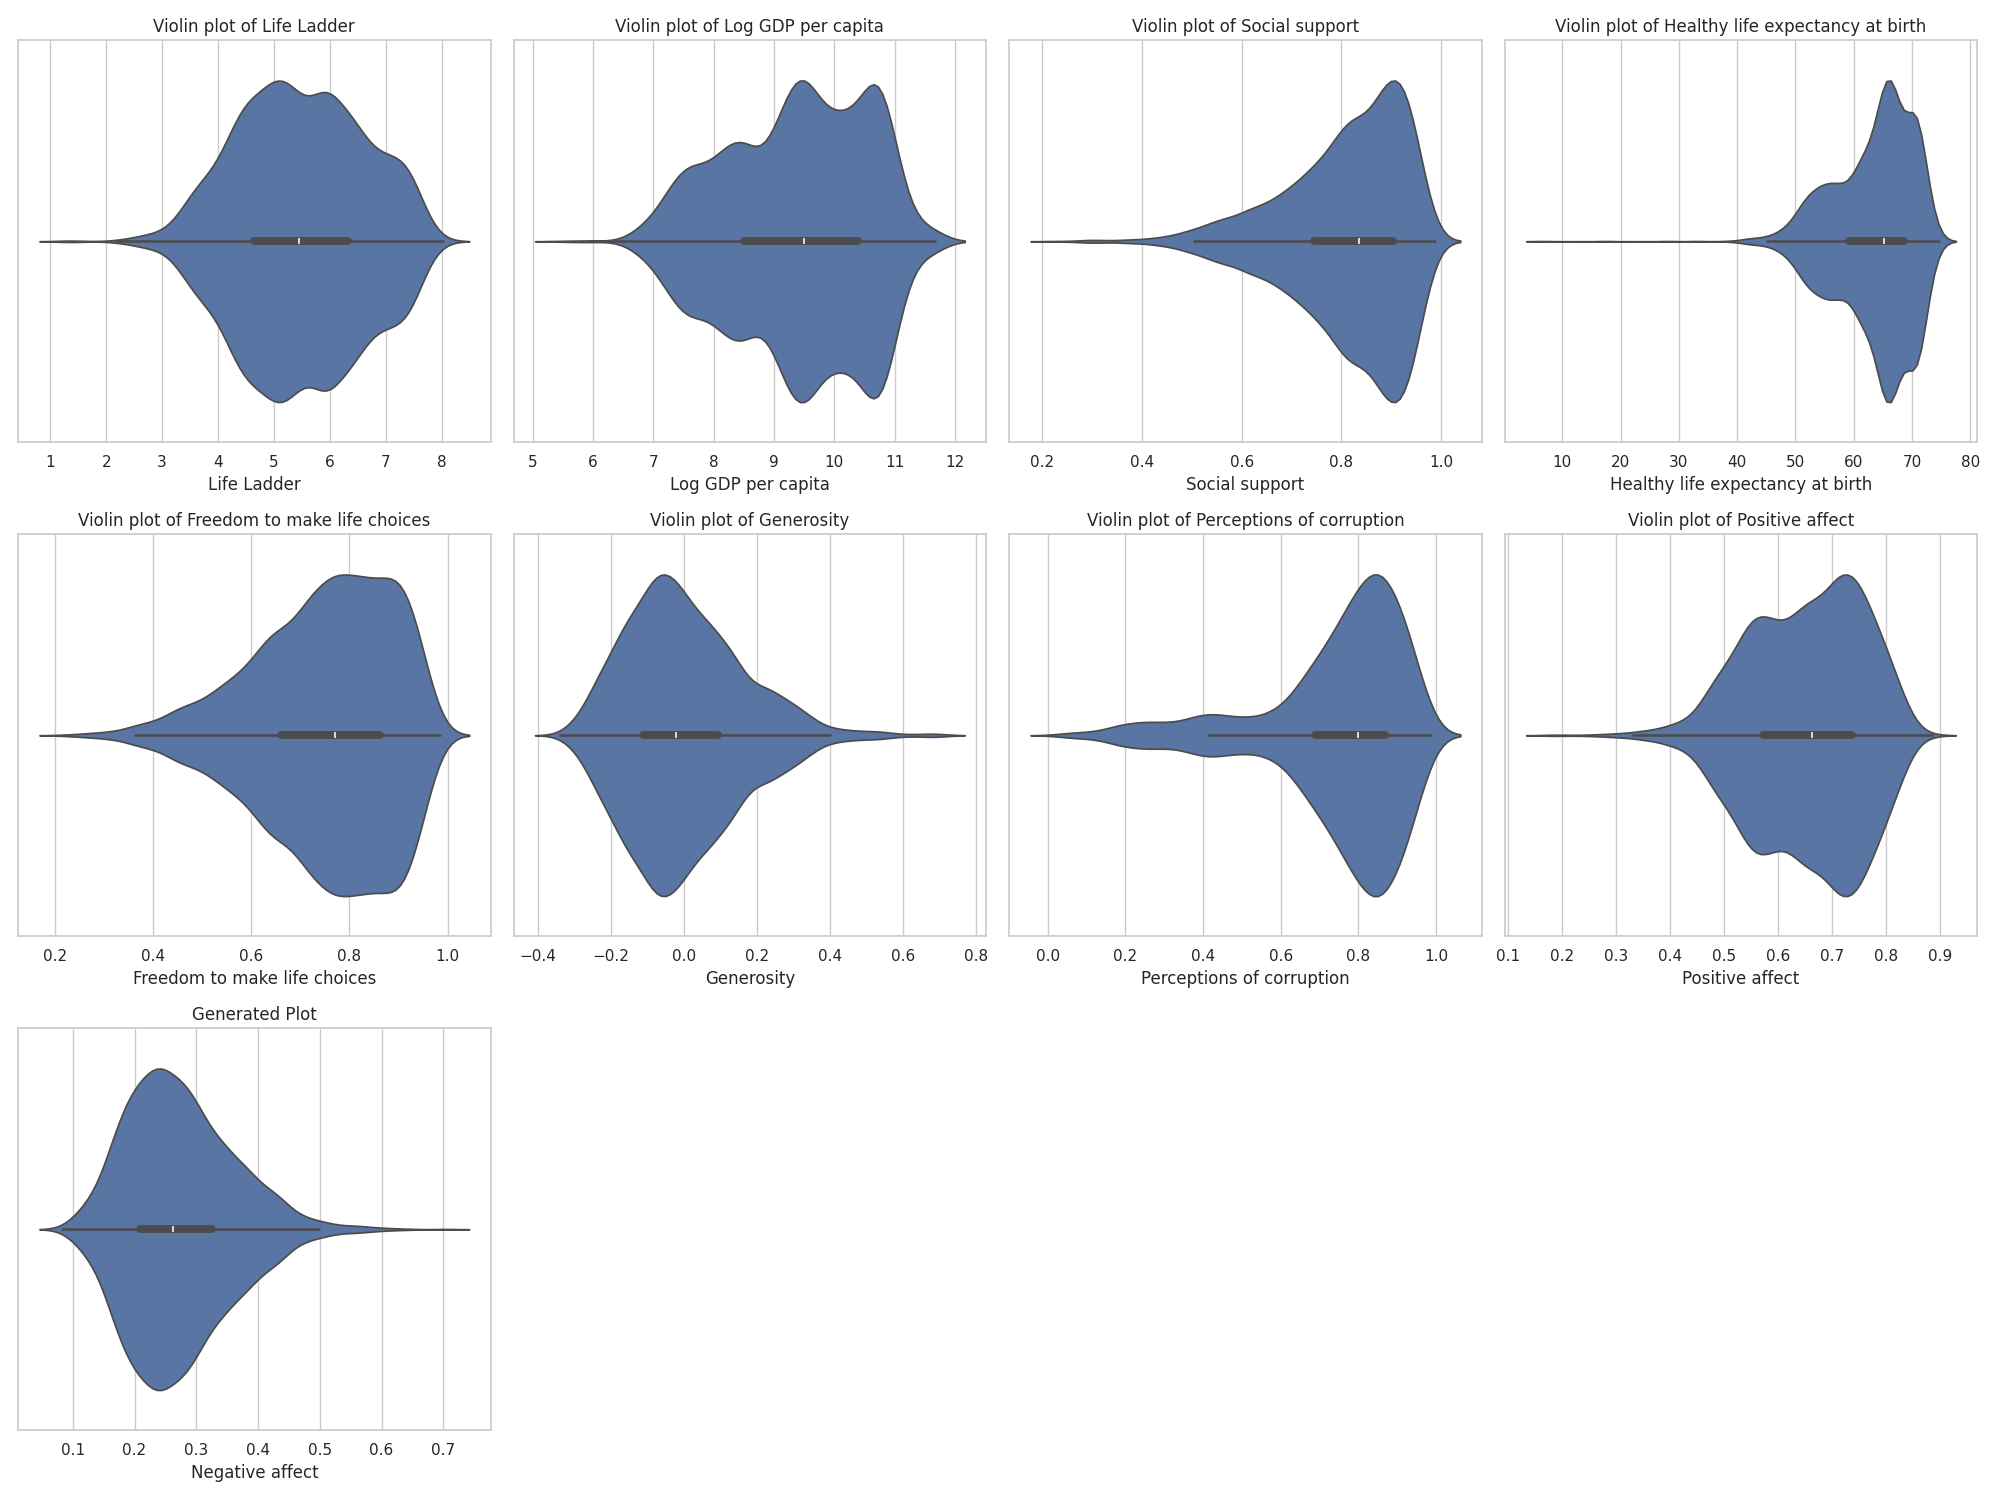 Violin plot of Life Ladder
Violin plot of Log GDP per capita
Violin plot of Social support
Violin plot of Healthy life expectancy at birth
1 2 3 4 5 6 7 8
5 6 7 8 9 10 11 12
0.2 0.4 0.6 0.8 1.0
10 20 30 40 50 60 70 80
Life Ladder
Log GDP per capita
Social support
Healthy life expectancy at birth
Violin plot of Freedom to make life choices
Violin plot of Generosity
Violin plot of Perceptions of corruption
Violin plot of Positive affect
0.2 0.4 0.6 0.8 1.0
−0.4 −0.2 0.0 0.2 0.4 0.6 0.8
0.0 0.2 0.4 0.6 0.8 1.0
0.1 0.2 0.3 0.4 0.5 0.6 0.7 0.8 0.9
Freedom to make life choices
Generosity
Perceptions of corruption
Positive affect
Generated Plot
0.1 0.2 0.3 0.4 0.5 0.6 0.7
Negative affect